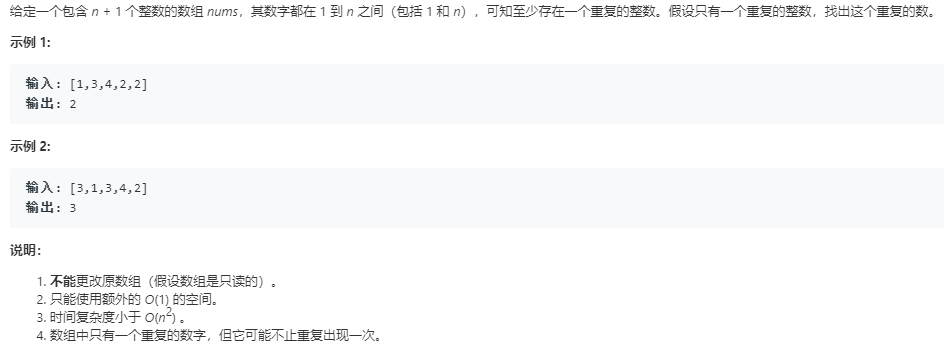 给定一个包含 n + 1 个整数的数组 nums，其数字都在 1 到 n 之间（包括 1 和 n），可知至少存在一个重复的整数。假设只有一个重复的整数，找出这个重复的数。
示例 1:
输入: [1,3,4,2,2]
输出: 2
示例 2:
输入: [3,1,3,4,2]
输出: 3
说明：
1. 不能更改原数组（假设数组是只读的）。
2. 只能使用额外的 O(1) 的空间。
3. 时间复杂度小于 O(n²) 。
4. 数组中只有一个重复的数字，但它可能不止重复出现一次。